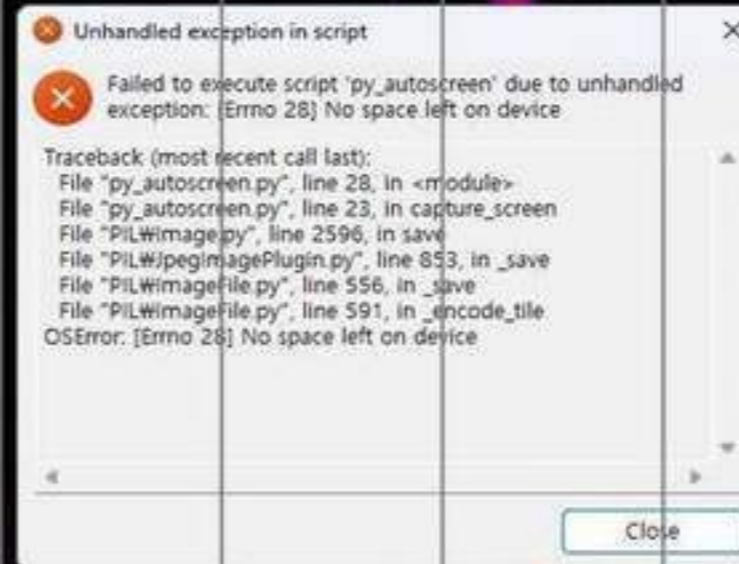 Unhandled exception in script
Failed to execute script 'py_autoscreen' due to unhandled
exception: [Errno 28] No space left on device
Traceback (most recent call last):
File "py_autoscreen.py", line 28, in <module>
File "py_autoscreen.py", line 23, in capture_screen
File "PIL₩Image.py", line 2596, in save
File "PIL₩JpegImagePlugin.py", line 853, in _save
File "PIL₩ImageFile.py", line 556, in _save
File "PIL₩ImageFile.py", line 591, in _encode_tile
OSError: [Errno 28] No space left on device
Close